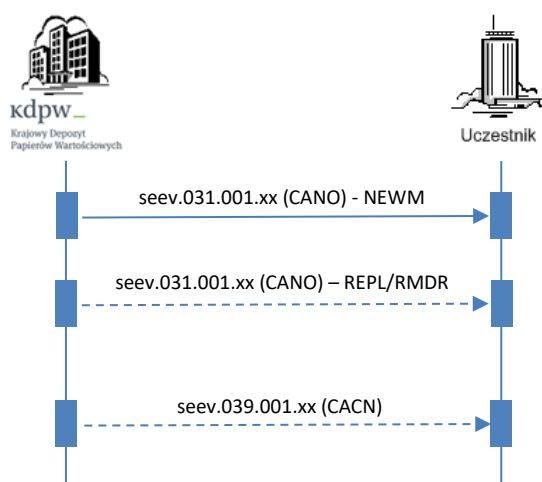 кdpw_
Krajowy Depozyt
Papierów Wartościowych
Uczestnik
seev.031.001.xx (CANO) - NEWM
seev.031.001.xx (CANO) – REPL/RMDR
seev.039.001.xx (CACN)